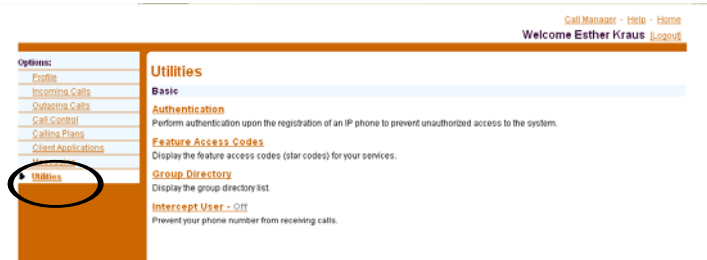 Call Manager - Help - Home
Welcome Esther Kraus [Logout]
Options:
Profile
Incoming Calls
Outgoing Calls
Call Control
Calling Plans
Client Applications
Messaging
Utilities
Utilities
Basic
Authentication
Perform authentication upon the registration of an IP phone to prevent unauthorized access to the system.
Feature Access Codes
Display the feature access codes (star codes) for your services.
Group Directory
Display the group directory list.
Intercept User - Off
Prevent your phone number from receiving calls.